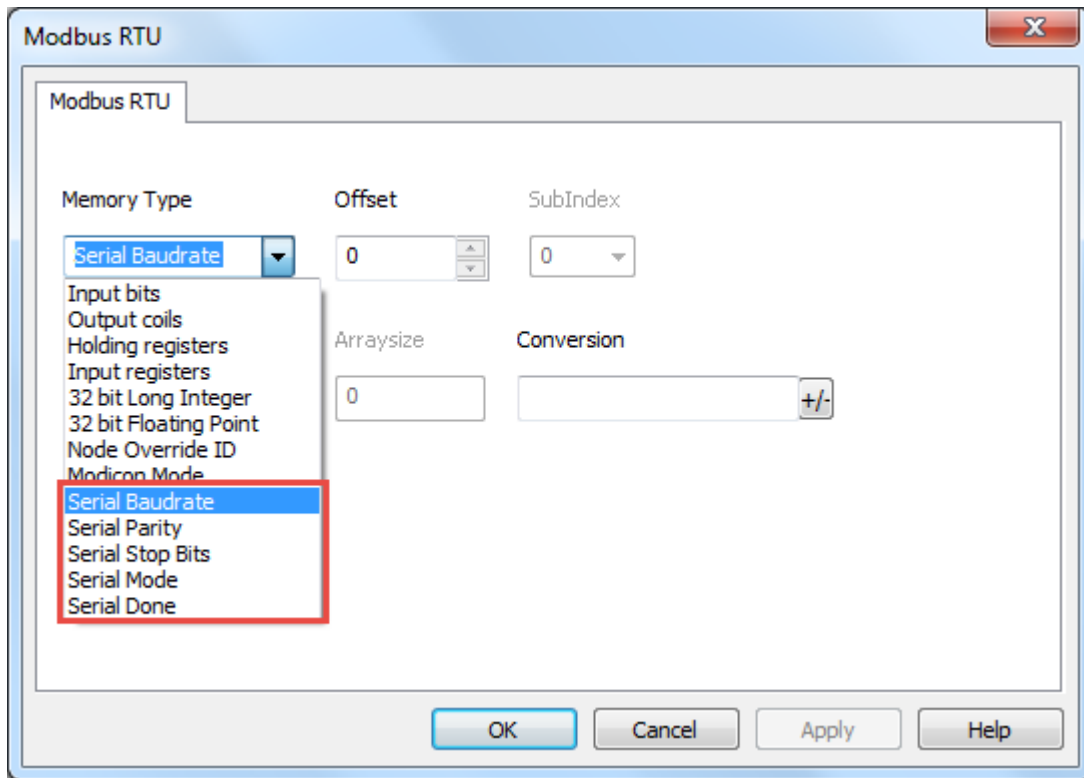 Modbus RTU
Modbus RTU
Memory Type Offset SubIndex
Serial Baudrate 0 0
Input bits
Output coils
Holding registers Arraysize Conversion
Input registers
32 bit Long Integer 0 +/-
32 bit Floating Point
Node Override ID
Modicon Mode
Serial Baudrate
Serial Parity
Serial Stop Bits
Serial Mode
Serial Done
OK Cancel Apply Help